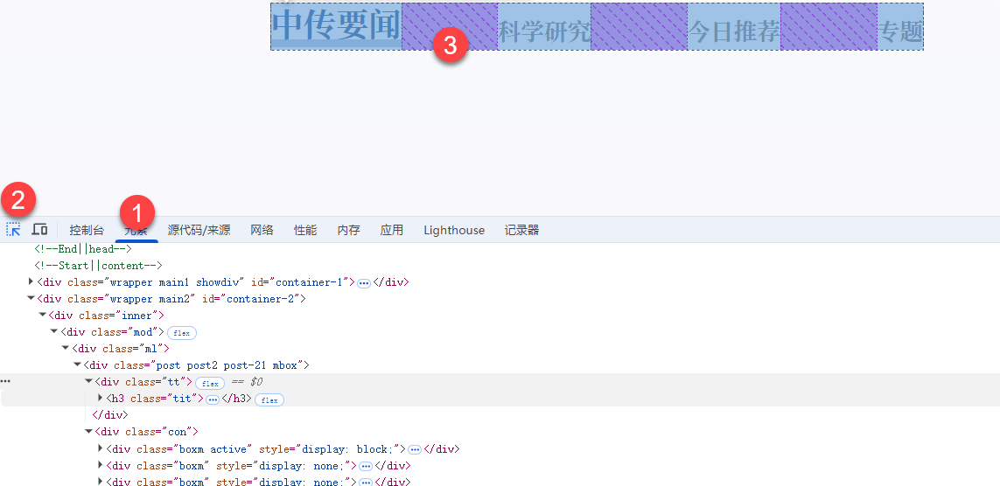 中传要闻 科学研究 今日推荐 专题
3
2
1
控制台 元素 源代码/来源 网络 性能 内存 应用 Lighthouse 记录器
<!--End||head-->
<!--Start||content-->
<div class="wrapper main1 showdiv" id="container-1">⋯</div>
<div class="wrapper main2" id="container-2">
<div class="inner">
<div class="mod"> flex
<div class="ml">
<div class="post post2 post-21 mbox">
<div class="tt"> flex == $0
<h3 class="tit">⋯</h3> flex
</div>
<div class="con">
<div class="boxm active" style="display: block;">⋯</div>
<div class="boxm" style="display: none;">⋯</div>
<div class="boxm" style="display: none;">⋯</div>